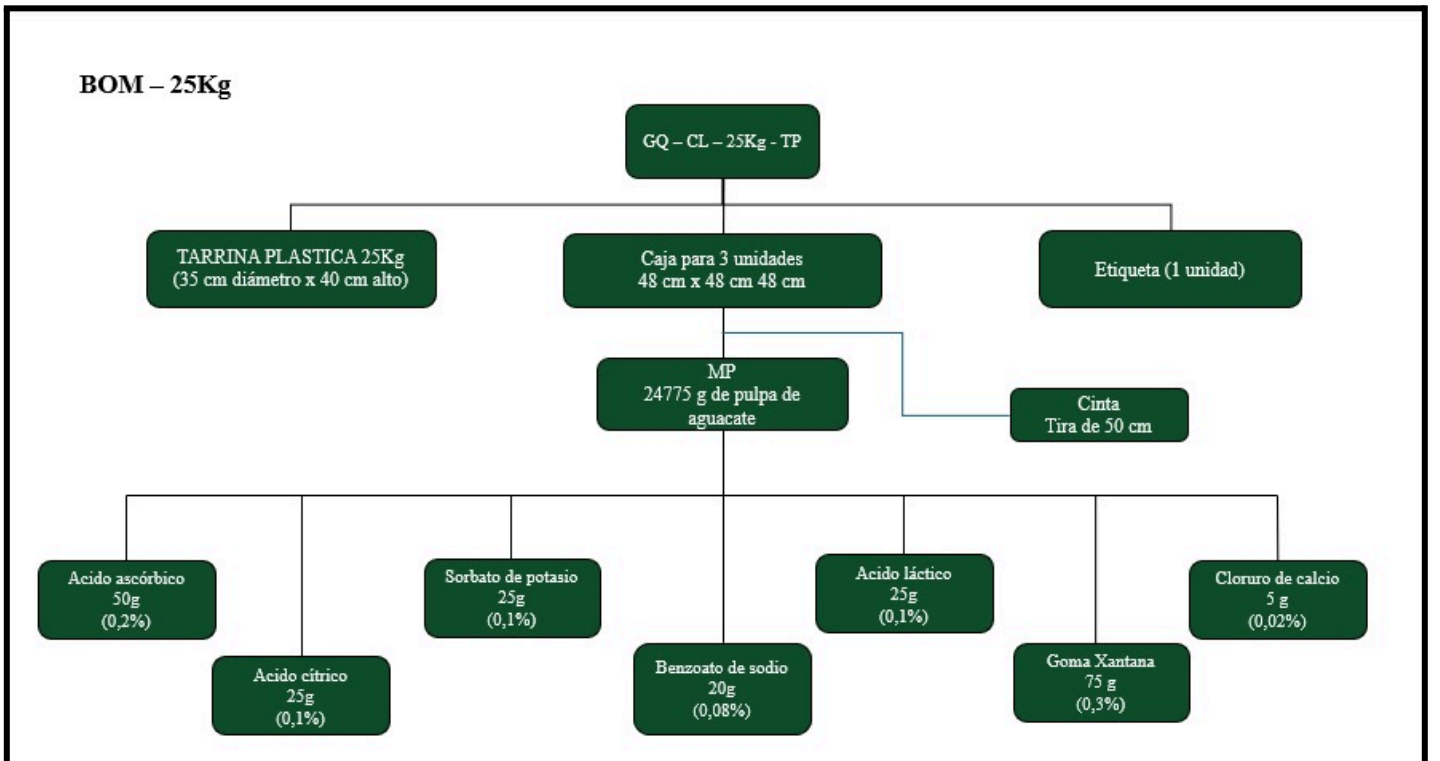 BOM – 25Kg
GQ – CL – 25Kg - TP
TARRINA PLASTICA 25Kg
(35 cm diámetro x 40 cm alto)
Caja para 3 unidades
48 cm x 48 cm 48 cm
Etiqueta (1 unidad)
MP
24775 g de pulpa de
aguacate
Cinta
Tira de 50 cm
Acido ascórbico
50g
(0,2%)
Acido cítrico
25g
(0,1%)
Sorbato de potasio
25g
(0,1%)
Benzoato de sodio
20g
(0,08%)
Acido láctico
25g
(0,1%)
Goma Xantana
75 g
(0,3%)
Cloruro de calcio
5 g
(0,02%)